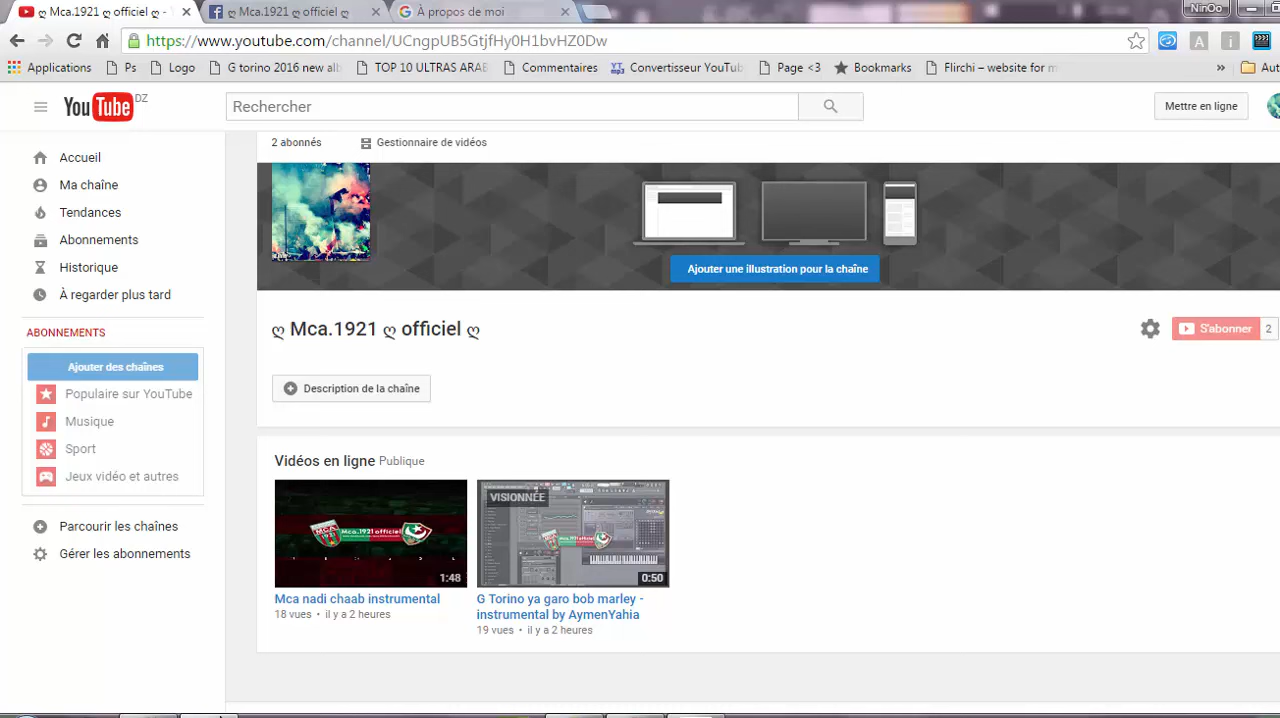 ღ Mca.1921 ღ officiel ღ - Y
ღ Mca.1921 ღ officiel ღ
À propos de moi
NinOo
https://www.youtube.com/channel/UCngpUB5GtjfHy0H1bvHZ0Dw
Applications Ps Logo G torino 2016 new alb TOP 10 ULTRAS ARAB Commentaires Convertisseur YouTub Page <3 Bookmarks Flirchi – website for m » Aut
YouTube DZ
Rechercher
Mettre en ligne
Accueil
Ma chaîne
Tendances
Abonnements
Historique
À regarder plus tard
ABONNEMENTS
Ajouter des chaînes
Populaire sur YouTube
Musique
Sport
Jeux vidéo et autres
Parcourir les chaînes
Gérer les abonnements
2 abonnés Gestionnaire de vidéos
Ajouter une illustration pour la chaîne
ღ Mca.1921 ღ officiel ღ
S'abonner 2
Description de la chaîne
Vidéos en ligne Publique
Mca.1921 officiel
1:48
VISIONNÉE
0:50
Mca nadi chaab instrumental
18 vues • il y a 2 heures
G Torino ya garo bob marley -
instrumental by AymenYahia
19 vues • il y a 2 heures